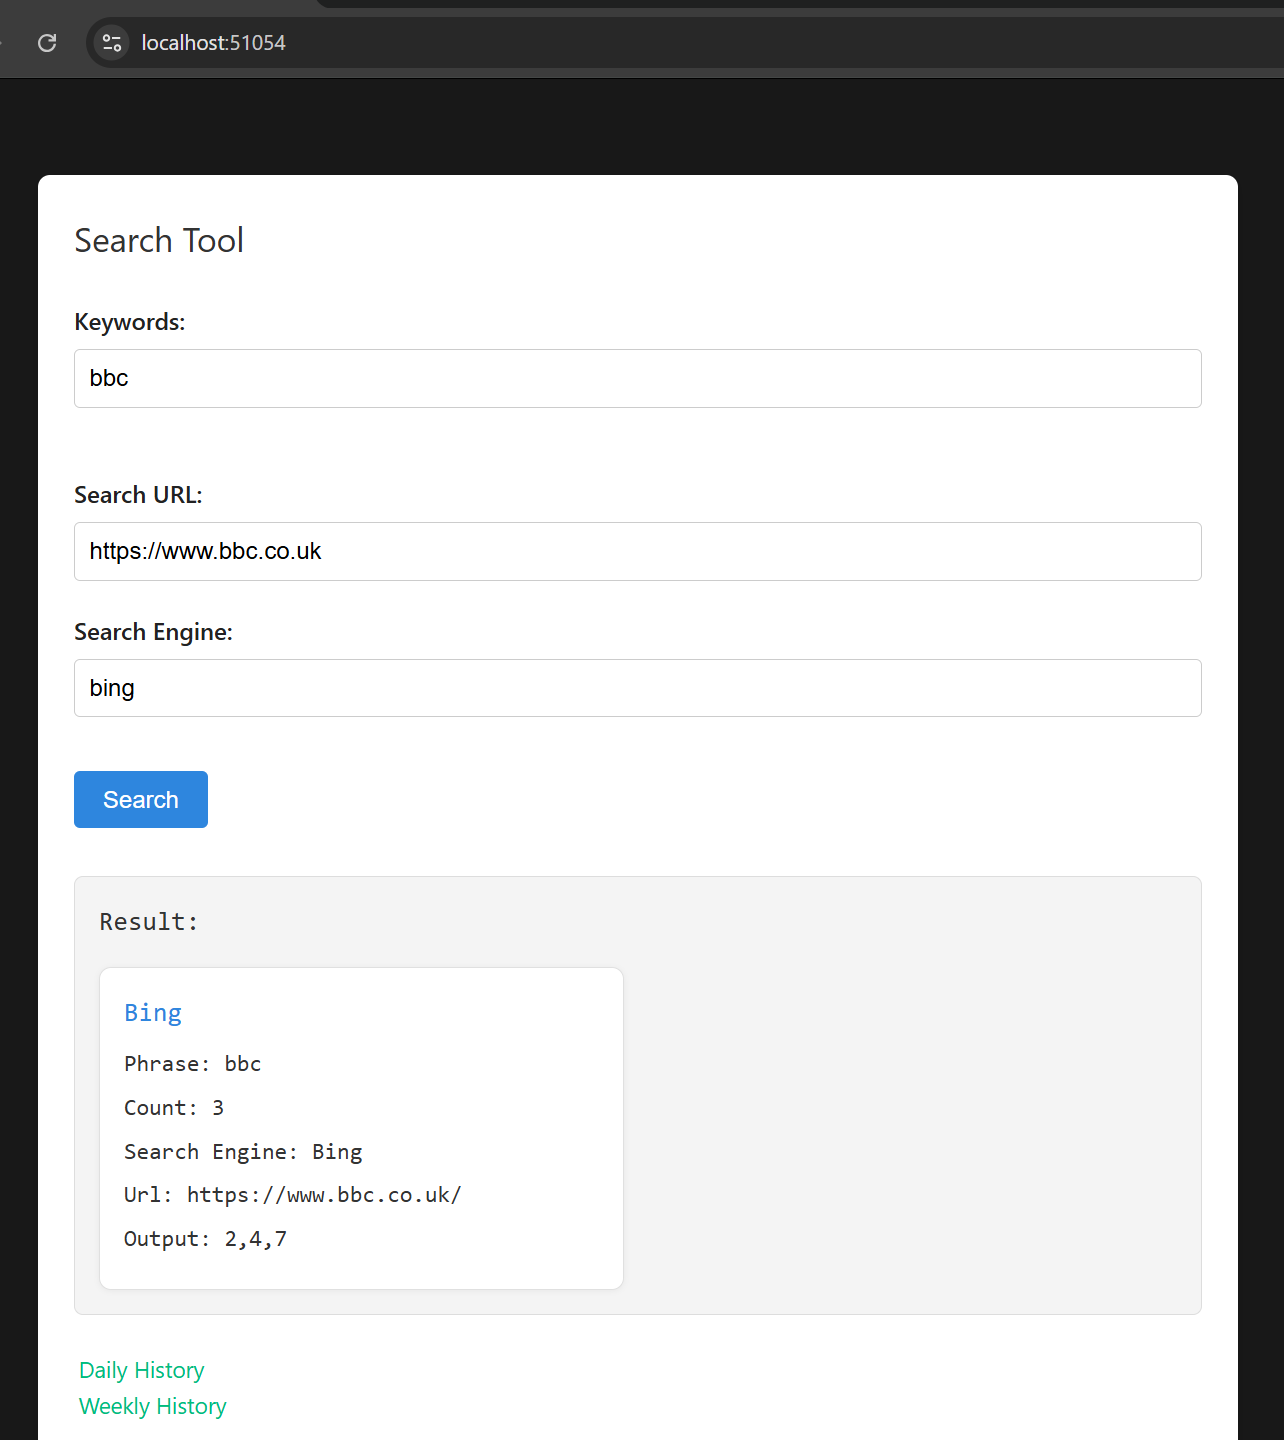 localhost:51054
Search Tool
Keywords:
bbc
Search URL:
https://www.bbc.co.uk
Search Engine:
bing
Search
Result:
Bing
Phrase: bbc
Count: 3
Search Engine: Bing
Url: https://www.bbc.co.uk/
Output: 2,4,7
Daily History
Weekly History